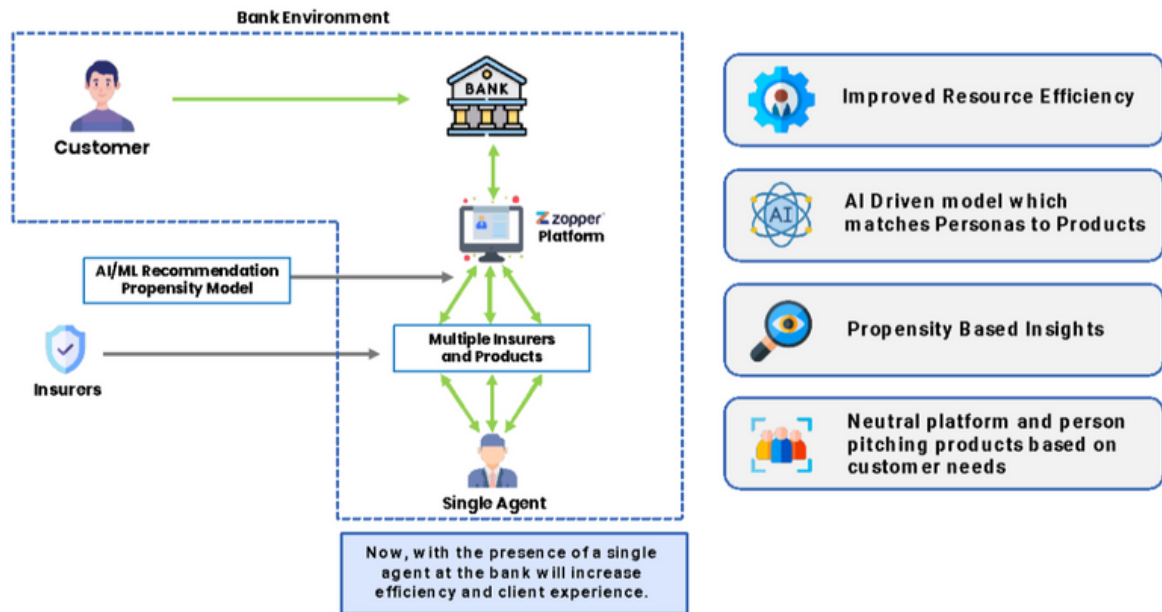 Bank Environment
BANK
Customer
zopper
Platform
AI/ML Recommendation
Propensity Model
Multiple Insurers
and Products
Insurers
Single Agent
Now, with the presence of a single
agent at the bank will increase
efficiency and client experience.
Improved Resource Efficiency
AI
AI Driven model which
matches Personas to Products
Propensity Based Insights
Neutral platform and person
pitching products based on
customer needs